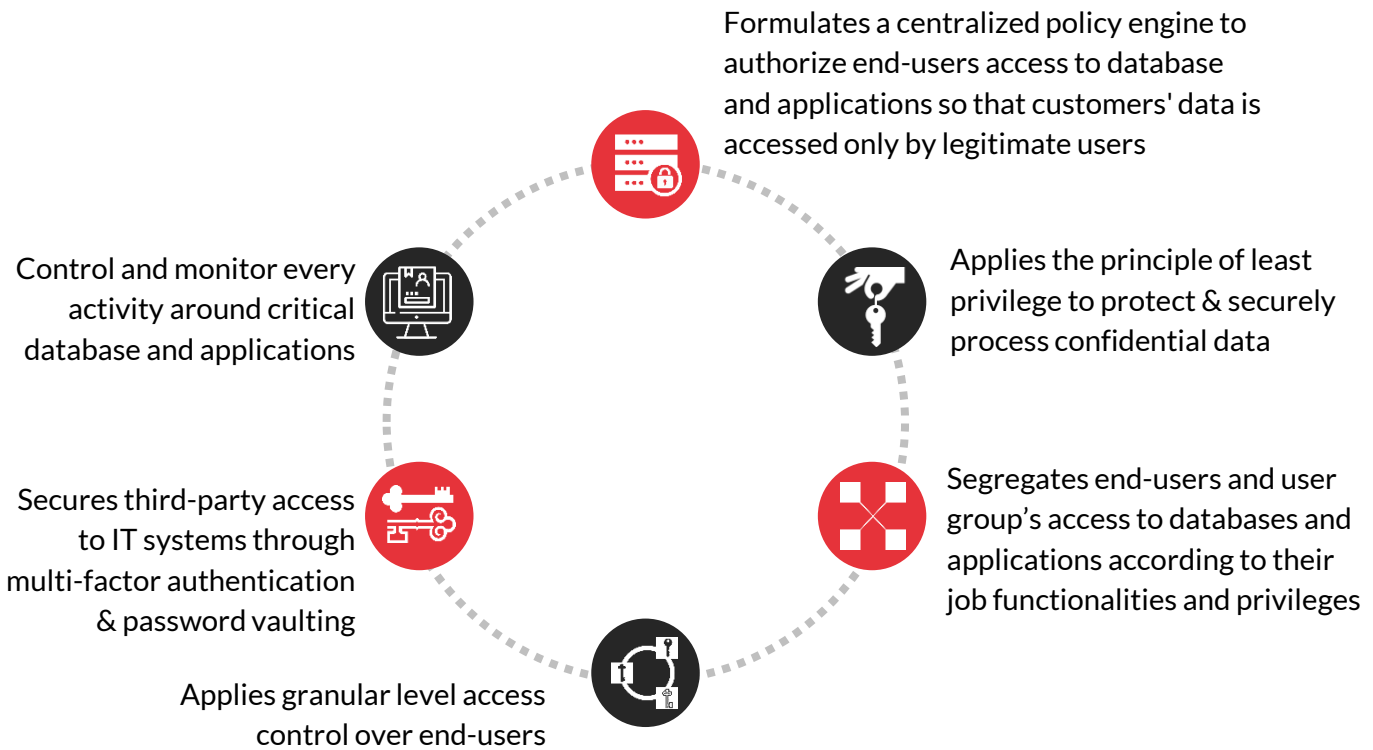 Formulates a centralized policy engine to
authorize end-users access to database
and applications so that customers' data is
accessed only by legitimate users
Applies the principle of least
privilege to protect & securely
process confidential data
Segregates end-users and user
group’s access to databases and
applications according to their
job functionalities and privileges
Applies granular level access
control over end-users
Secures third-party access
to IT systems through
multi-factor authentication
& password vaulting
Control and monitor every
activity around critical
database and applications